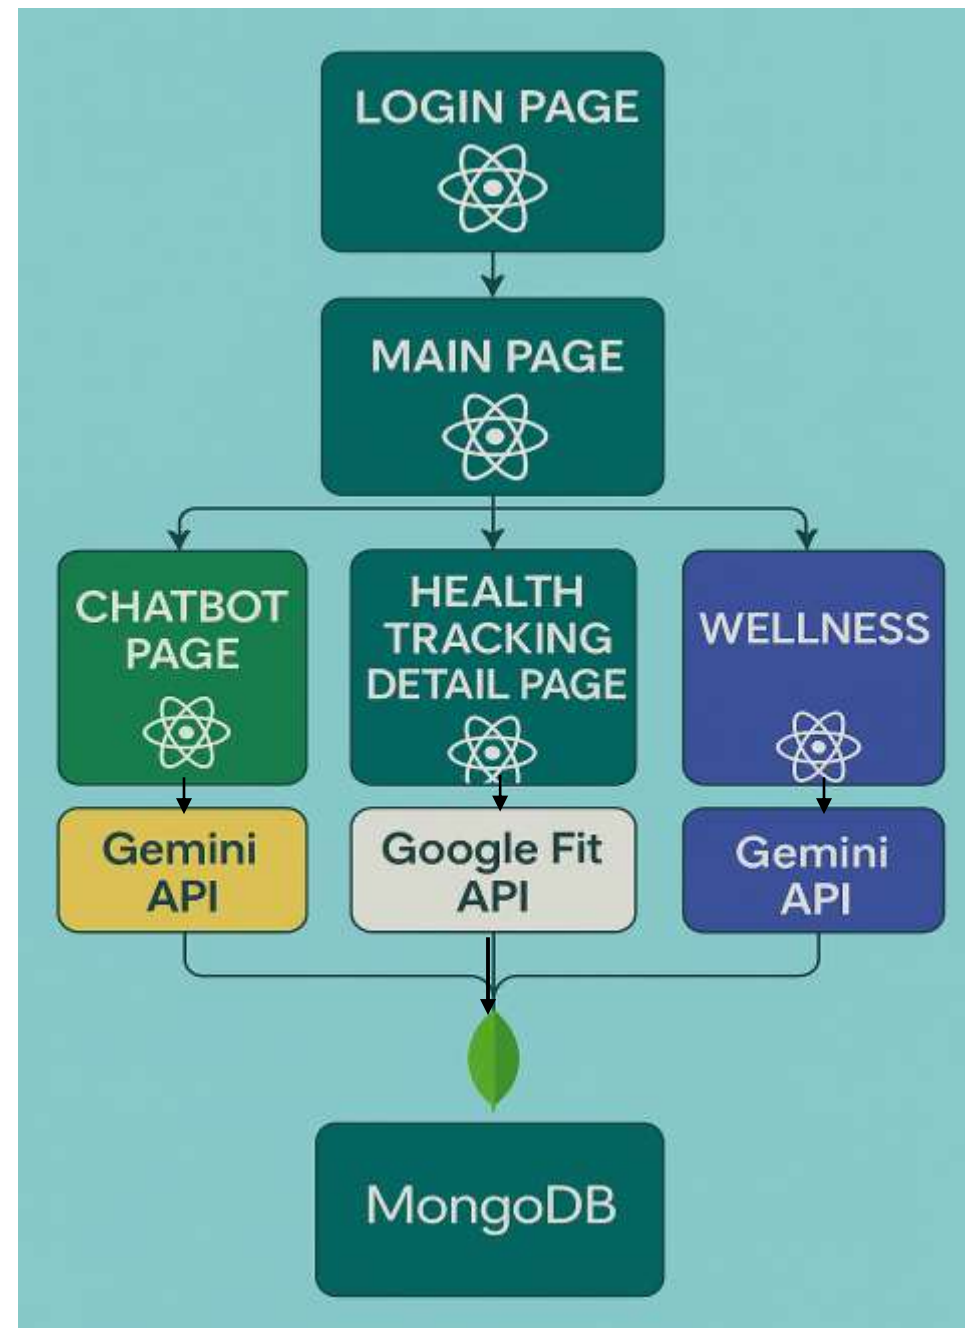 LOGIN PAGE
MAIN PAGE
CHATBOT
PAGE
HEALTH
TRACKING
DETAIL PAGE
WELLNESS
Gemini
API
Google Fit
API
Gemini
API
MongoDB